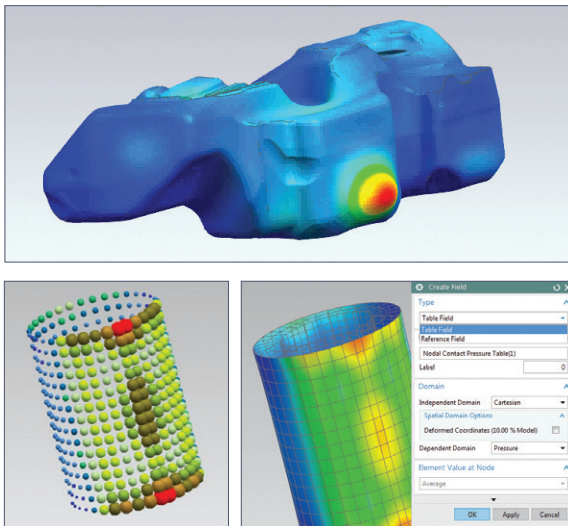 Create Field
Type
Table Field
Table Field
Reference Field
Nodal Contact Pressure Table(1)
Label 0
Domain
Independent Domain Cartesian
Spatial Domain Options
Deformed Coordinates (10.00 % Model)
Dependent Domain Pressure
Element Value at Node
Average
OK Apply Cancel